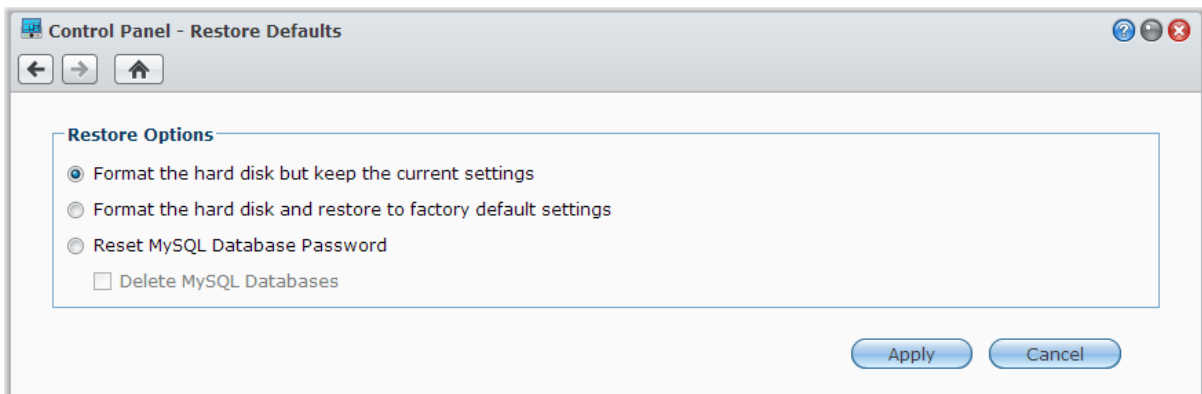 Control Panel - Restore Defaults
Restore Options
Format the hard disk but keep the current settings
Format the hard disk and restore to factory default settings
Reset MySQL Database Password
Delete MySQL Databases
Apply Cancel